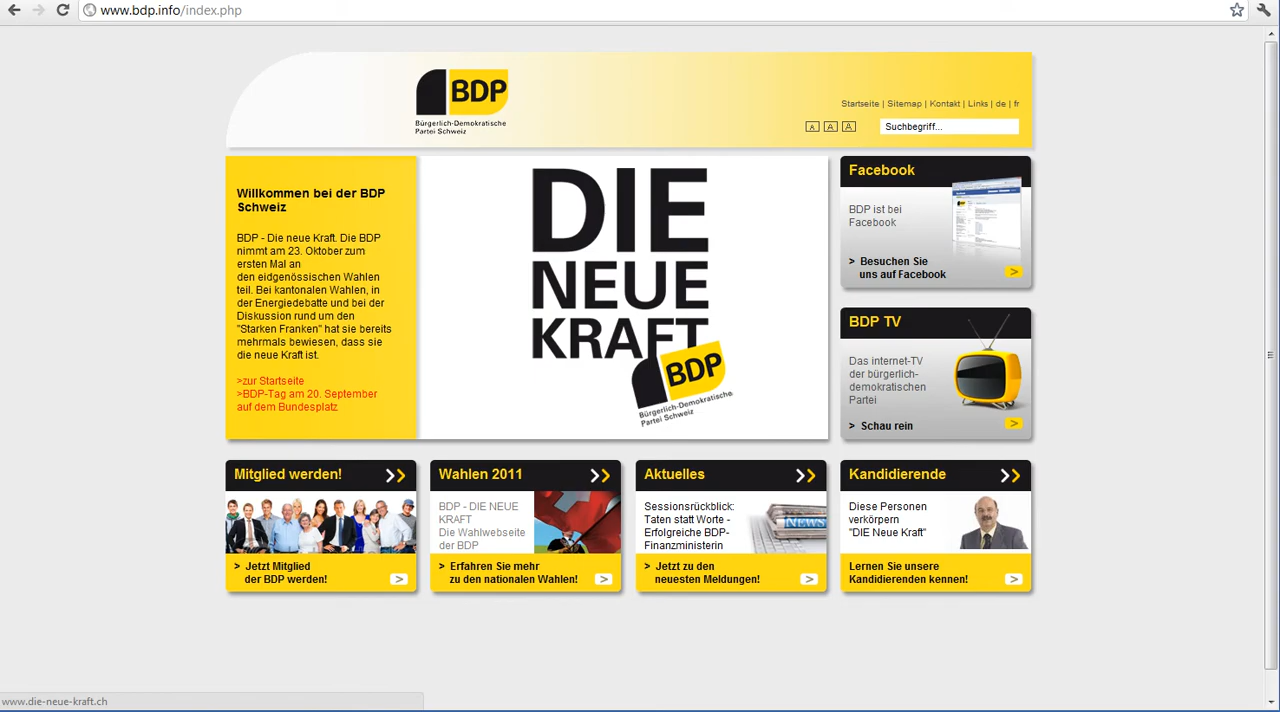 www.bdp.info/index.php
BDP
Bürgerlich-Demokratische
Partei Schweiz
Startseite | Sitemap | Kontakt | Links | de | fr
A A A
Suchbegriff...
Willkommen bei der BDP
Schweiz
BDP - Die neue Kraft. Die BDP
nimmt am 23. Oktober zum
ersten Mal an
den eidgenössischen Wahlen
teil. Bei kantonalen Wahlen, in
der Energiedebatte und bei der
Diskussion rund um den
"Starken Franken" hat sie bereits
mehrmals bewiesen, dass sie
die neue Kraft ist.
>zur Startseite
>BDP-Tag am 20. September
auf dem Bundesplatz
DIE
NEUE
KRAFT
BDP
Bürgerlich-Demokratische
Partei Schweiz
Facebook
BDP ist bei
Facebook
> Besuchen Sie
uns auf Facebook
>
BDP TV
Das internet-TV
der bürgerlich-
demokratischen
Partei
> Schau rein
>
Mitglied werden!
> Jetzt Mitglied
der BDP werden!
>
Wahlen 2011
BDP - DIE NEUE
KRAFT
Die Wahlwebseite
der BDP
> Erfahren Sie mehr
zu den nationalen Wahlen!
>
Aktuelles
Sessionsrückblick:
Taten statt Worte -
Erfolgreiche BDP-
Finanzministerin
NEWS
> Jetzt zu den
neuesten Meldungen!
>
Kandidierende
Diese Personen
verkörpern
"DIE Neue Kraft"
Lernen Sie unsere
Kandidierenden kennen!
>
www.die-neue-kraft.ch